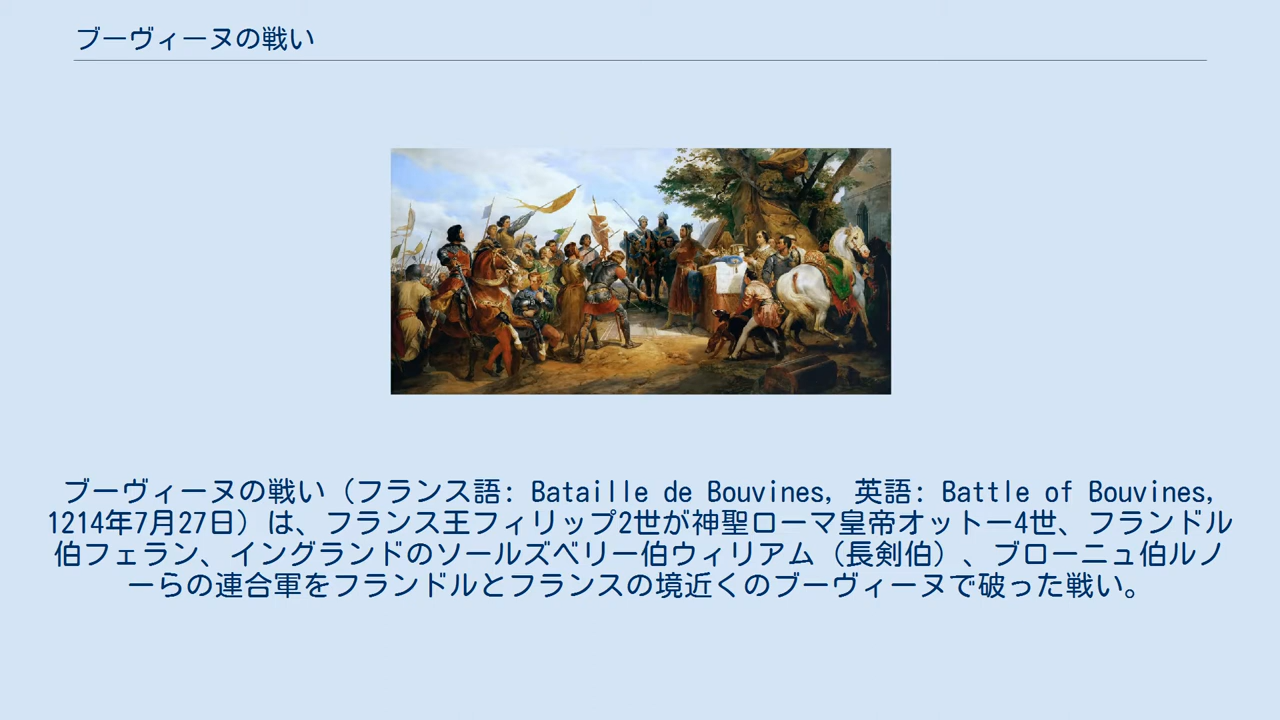 ブーヴィーヌの戦い
ブーヴィーヌの戦い（フランス語: Bataille de Bouvines, 英語: Battle of Bouvines,
1214年7月27日）は、フランス王フィリップ2世が神聖ローマ皇帝オットー4世、フランドル
伯フェラン、イングランドのソールズベリー伯ウィリアム（長剣伯）、ブローニュ伯ルノ
ーらの連合軍をフランドルとフランスの境近くのブーヴィーヌで破った戦い。